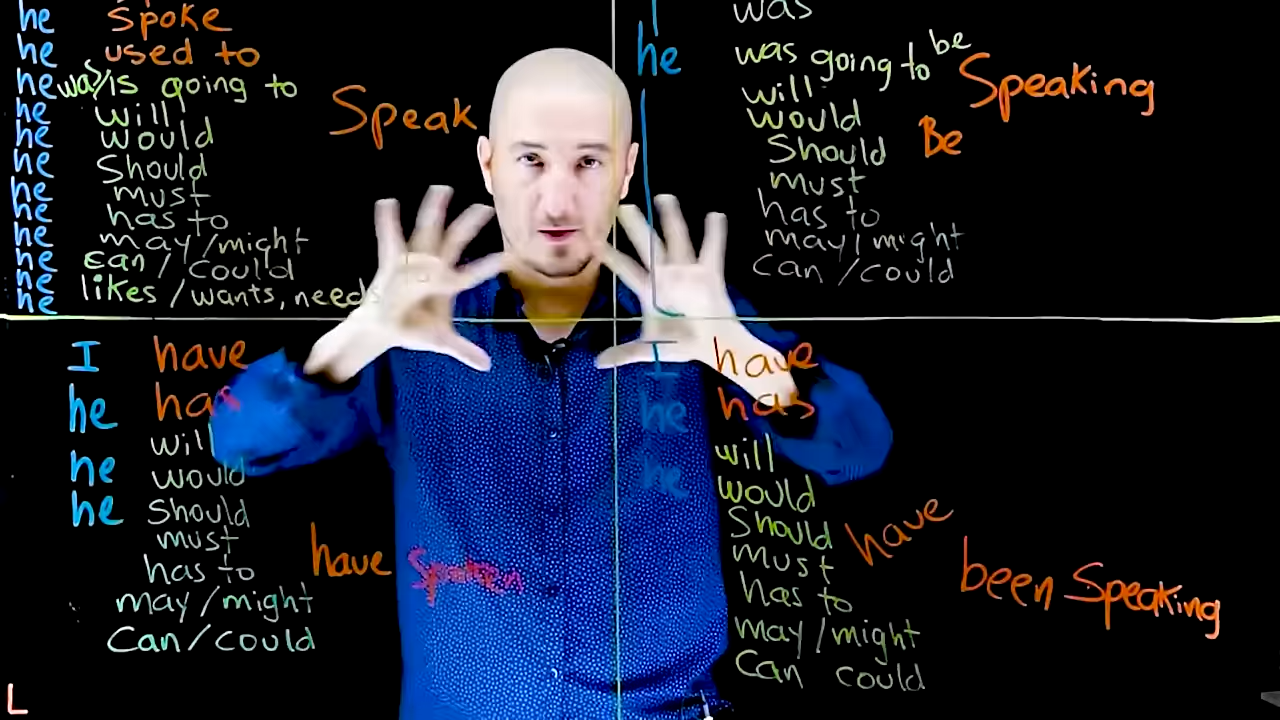 he spoke
he used to
he was/is going to
he will
he would
he Should
he must
he has to
he may/might
he can/could
he likes/wants, needs
he
Speak
was
he was going to be
will
would
Should
must
has to
may/might
can/could
Be
Speaking
I have
he has
will
he would
he Should
must
has to
may/might
Can/could
have Spoken
I have
he has
will
he would
Should
must
has to
may/might
Can could
have
been Speaking
L